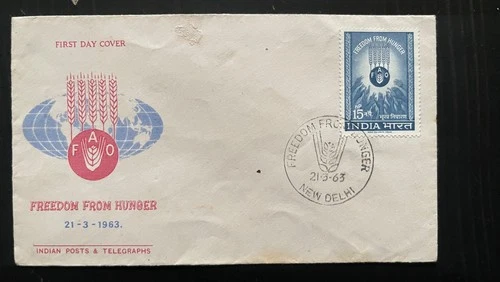 FIRST DAY COVER
F A O
FREEDOM FROM HUNGER
21-3-1963.
INDIAN POSTS & TELEGRAPHS
FREEDOM FROM HUNGER
15
INDIA भारत
FREEDOM FROM HUNGER
21-3-63
NEW DELHI